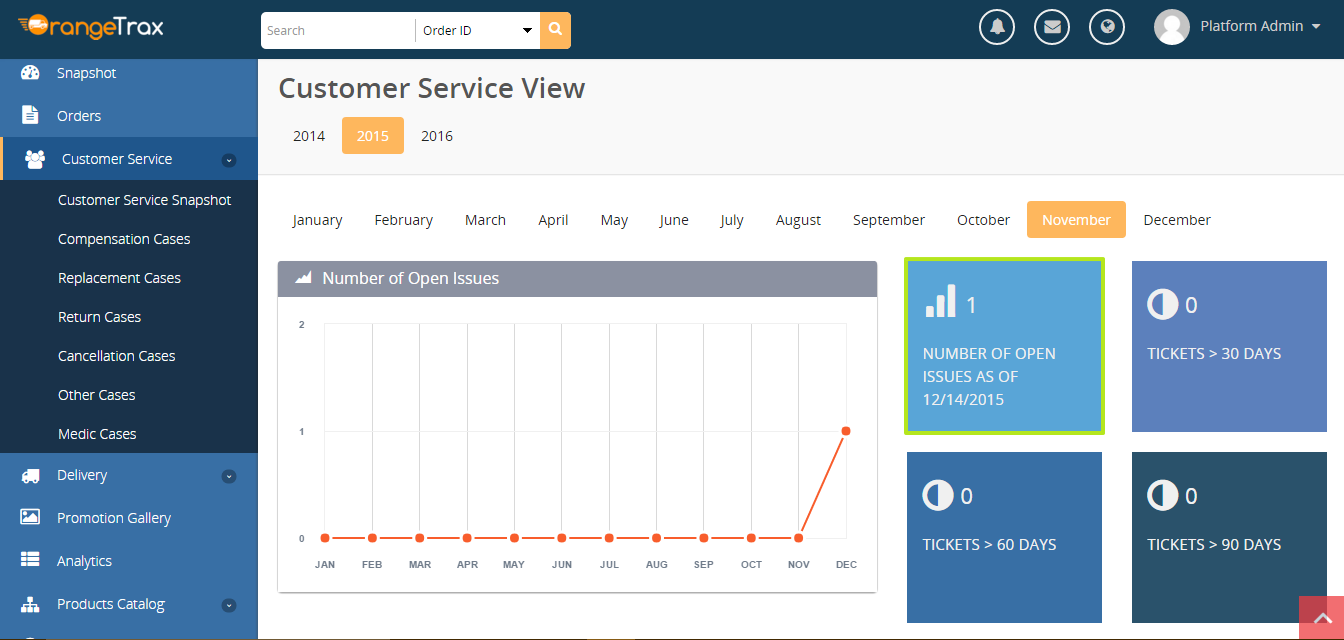 OrangeTrax
Search
Order ID
Platform Admin
Snapshot
Orders
Customer Service
Customer Service Snapshot
Compensation Cases
Replacement Cases
Return Cases
Cancellation Cases
Other Cases
Medic Cases
Delivery
Promotion Gallery
Analytics
Products Catalog
Customer Service View
2014 2015 2016
January February March April May June July August September October November December
Number of Open Issues
2
1
0
JAN FEB MAR APR MAY JUN JUL AUG SEP OCT NOV DEC
1
NUMBER OF OPEN
ISSUES AS OF
12/14/2015
0
TICKETS > 30 DAYS
0
TICKETS > 60 DAYS
0
TICKETS > 90 DAYS